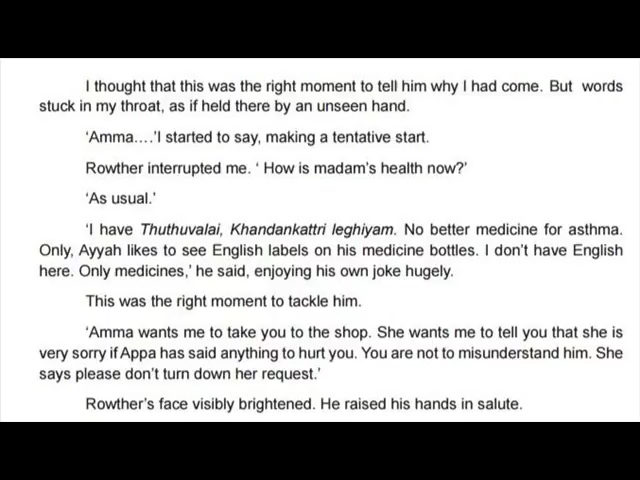 I thought that this was the right moment to tell him why I had come. But words
stuck in my throat, as if held there by an unseen hand.
‘Amma….’I started to say, making a tentative start.
Rowther interrupted me. ‘ How is madam’s health now?’
‘As usual.’
‘I have Thuthuvalai, Khandankattri leghiyam. No better medicine for asthma.
Only, Ayyah likes to see English labels on his medicine bottles. I don’t have English
here. Only medicines,’ he said, enjoying his own joke hugely.
This was the right moment to tackle him.
‘Amma wants me to take you to the shop. She wants me to tell you that she is
very sorry if Appa has said anything to hurt you. You are not to misunderstand him. She
says please don’t turn down her request.’
Rowther’s face visibly brightened. He raised his hands in salute.